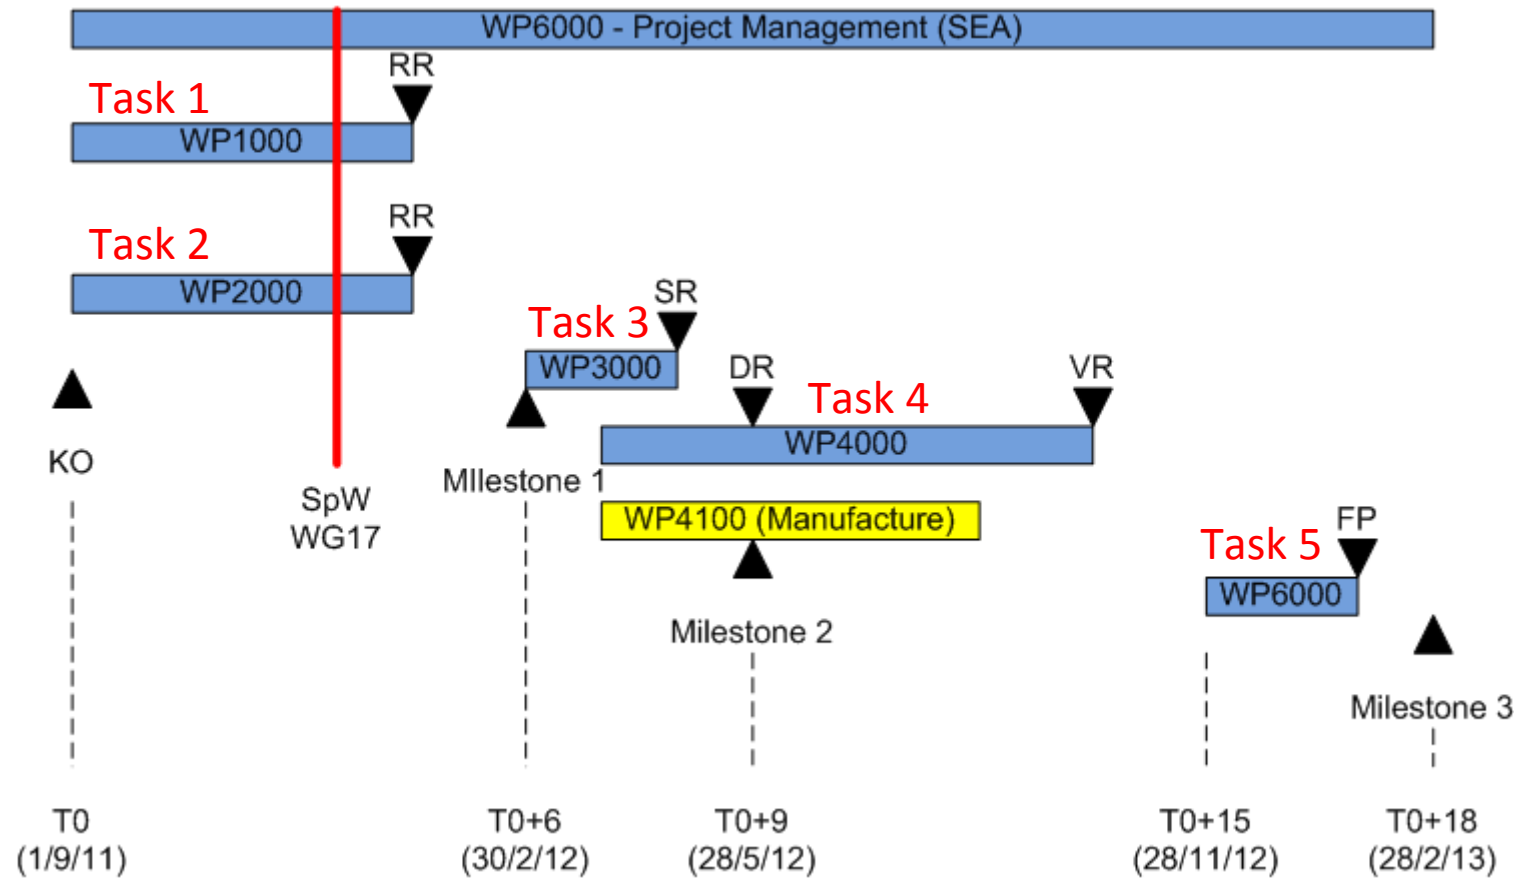 WP6000 - Project Management (SEA)
RR
Task 1
WP1000
RR
Task 2
WP2000
SR
Task 3
WP3000
DR
VR
Task 4
WP4000
KO
MIlestone 1
SpW
WG17
WP4100 (Manufacture)
FP
Task 5
WP6000
Milestone 2
Milestone 3
T0
(1/9/11)
T0+6
(30/2/12)
T0+9
(28/5/12)
T0+15
(28/11/12)
T0+18
(28/2/13)